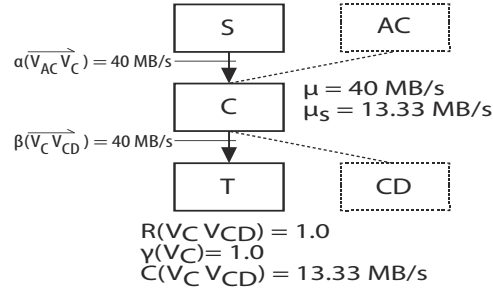 S
AC
α(V_AC V_C) = 40 MB/s
C
μ = 40 MB/s
μ_s = 13.33 MB/s
β(V_C V_CD) = 40 MB/s
T
CD
R(V_C V_CD) = 1.0
γ(V_C)= 1.0
C(V_C V_CD) = 13.33 MB/s